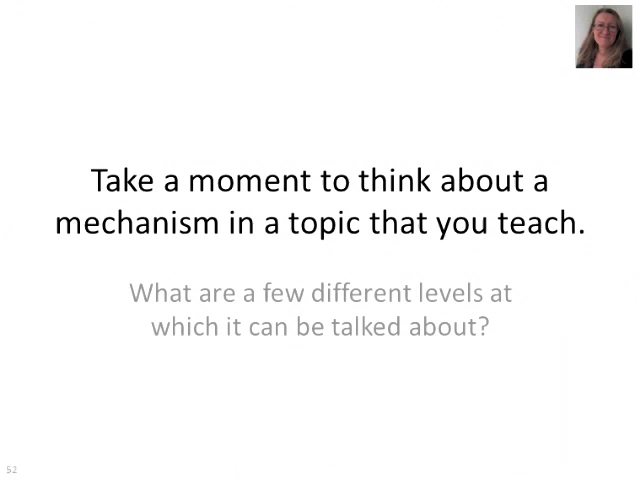 Take a moment to think about a
mechanism in a topic that you teach.
What are a few different levels at
which it can be talked about?
52